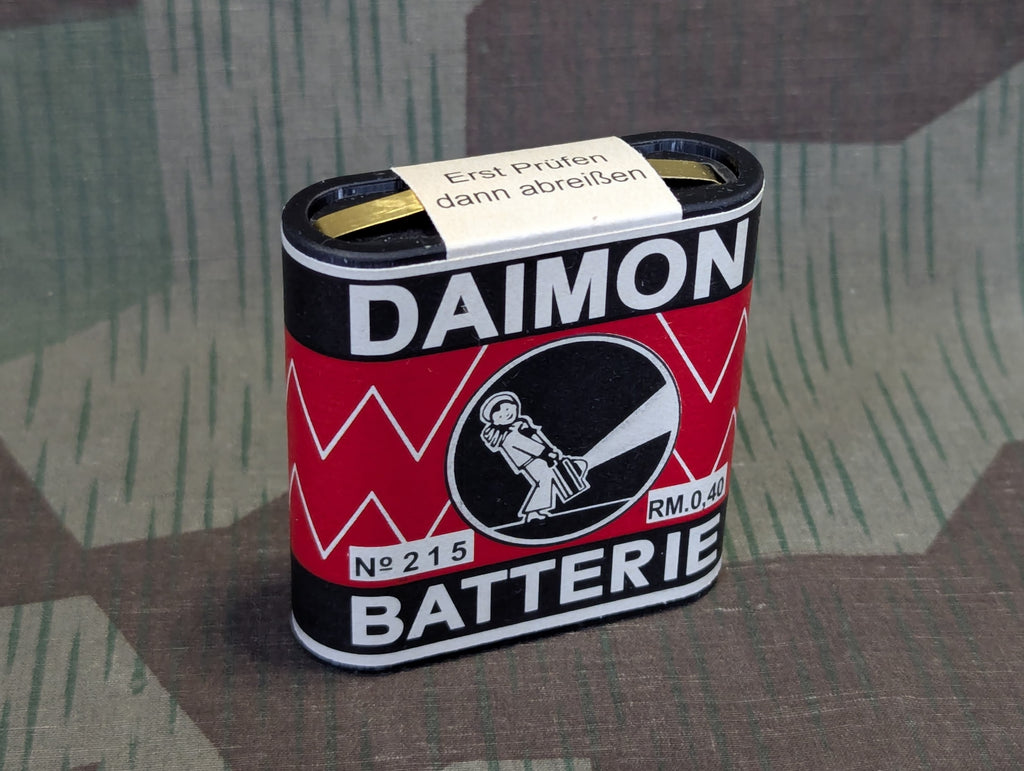 Erst Prüfen
dann abreißen
DAIMON
Nº 215
RM.0,40
BATTERIE